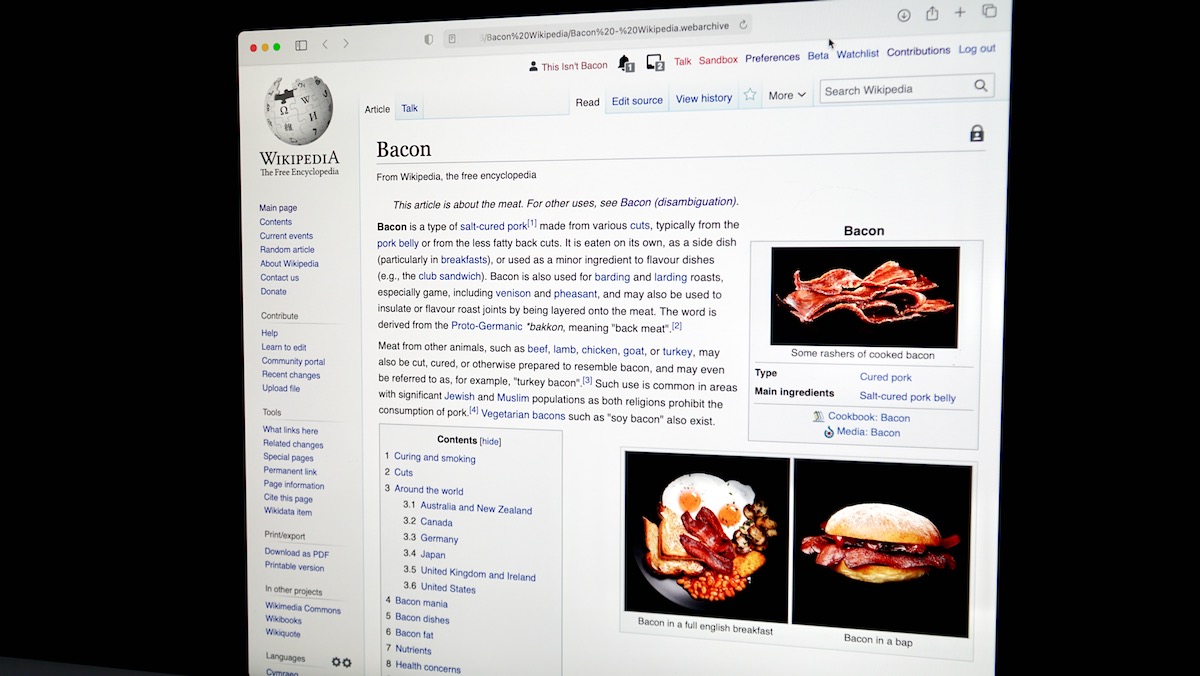 :/Bacon%20Wikipedia/Bacon%20-%20Wikipedia.webarchive
This Isn't Bacon 1 2 Talk Sandbox Preferences Beta Watchlist Contributions Log out
WIKIPEDIA
The Free Encyclopedia
Main page
Contents
Current events
Random article
About Wikipedia
Contact us
Donate
Contribute
Help
Learn to edit
Community portal
Recent changes
Upload file
Tools
What links here
Related changes
Special pages
Permanent link
Page information
Cite this page
Wikidata item
Print/export
Download as PDF
Printable version
In other projects
Wikimedia Commons
Wikibooks
Wikiquote
Languages
Cymraeg
Article Talk
Read Edit source View history More
Search Wikipedia
Bacon
From Wikipedia, the free encyclopedia
This article is about the meat. For other uses, see Bacon (disambiguation).
Bacon is a type of salt-cured pork[1] made from various cuts, typically from the
pork belly or from the less fatty back cuts. It is eaten on its own, as a side dish
(particularly in breakfasts), or used as a minor ingredient to flavour dishes
(e.g., the club sandwich). Bacon is also used for barding and larding roasts,
especially game, including venison and pheasant, and may also be used to
insulate or flavour roast joints by being layered onto the meat. The word is
derived from the Proto-Germanic *bakkon, meaning "back meat".[2]
Meat from other animals, such as beef, lamb, chicken, goat, or turkey, may
also be cut, cured, or otherwise prepared to resemble bacon, and may even
be referred to as, for example, "turkey bacon".[3] Such use is common in areas
with significant Jewish and Muslim populations as both religions prohibit the
consumption of pork.[4] Vegetarian bacons such as "soy bacon" also exist.
Bacon
Some rashers of cooked bacon
Type Cured pork
Main ingredients Salt-cured pork belly
Cookbook: Bacon
Media: Bacon
Contents [hide]
1 Curing and smoking
2 Cuts
3 Around the world
3.1 Australia and New Zealand
3.2 Canada
3.3 Germany
3.4 Japan
3.5 United Kingdom and Ireland
3.6 United States
4 Bacon mania
5 Bacon dishes
6 Bacon fat
7 Nutrients
8 Health concerns
Bacon in a full english breakfast
Bacon in a bap